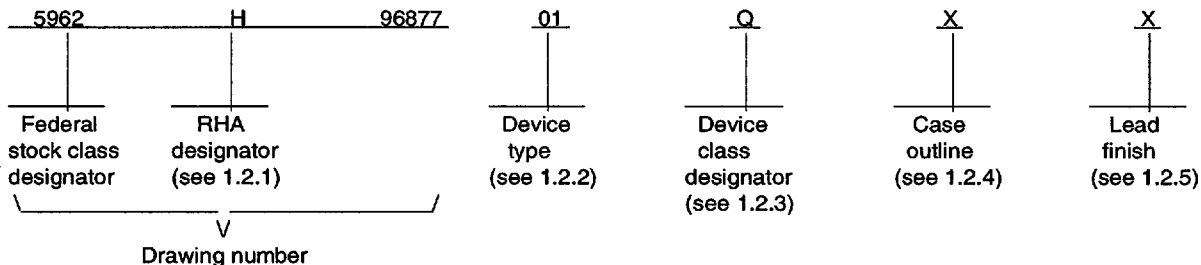 5962 H 96877 01 Q X X
Federal RHA Device Device Case Lead
stock class designator type class outline finish
designator (see 1.2.1) (see 1.2.2) designator (see 1.2.4) (see 1.2.5)
(see 1.2.3)
Drawing number